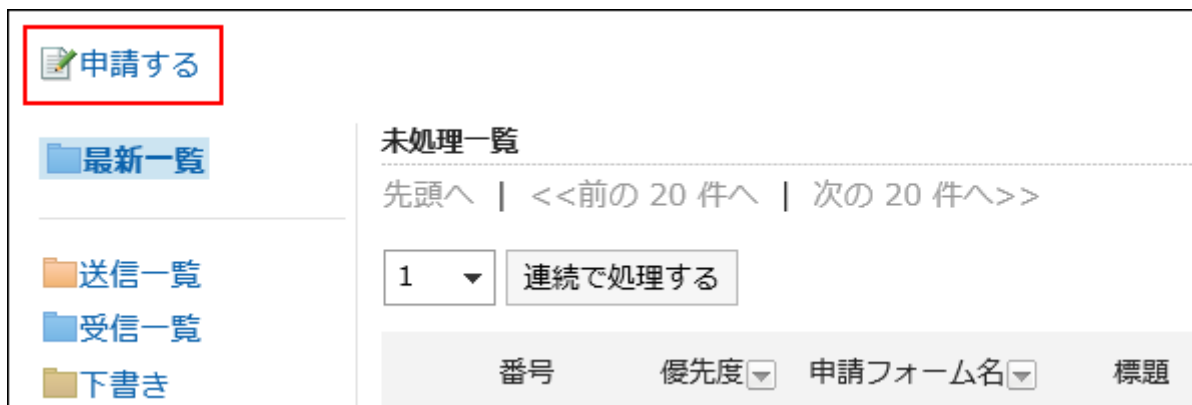 申請する
最新一覧
送信一覧
受信一覧
下書き
未処理一覧
先頭へ | <<前の 20 件へ | 次の 20 件へ>>
1 連続で処理する
番号 優先度 申請フォーム名 標題